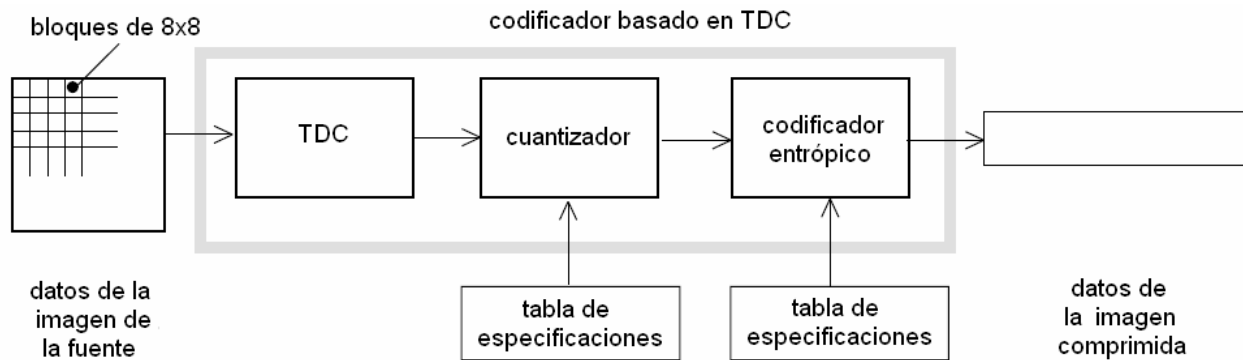 codificador basado en TDC
bloques de 8x8
TDC
cuantizador
codificador
entrópico
datos de la
imagen de
la fuente
tabla de
especificaciones
tabla de
especificaciones
datos de
la imagen
comprimida